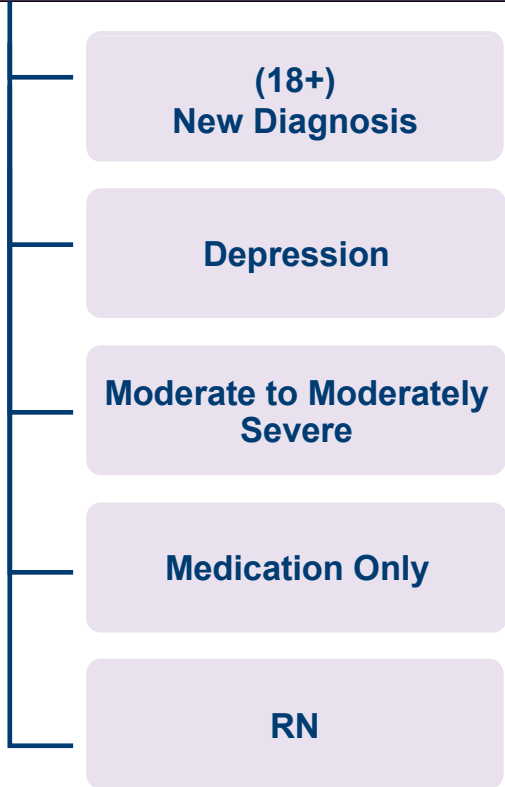 (18+)
New Diagnosis
Depression
Moderate to Moderately
Severe
Medication Only
RN